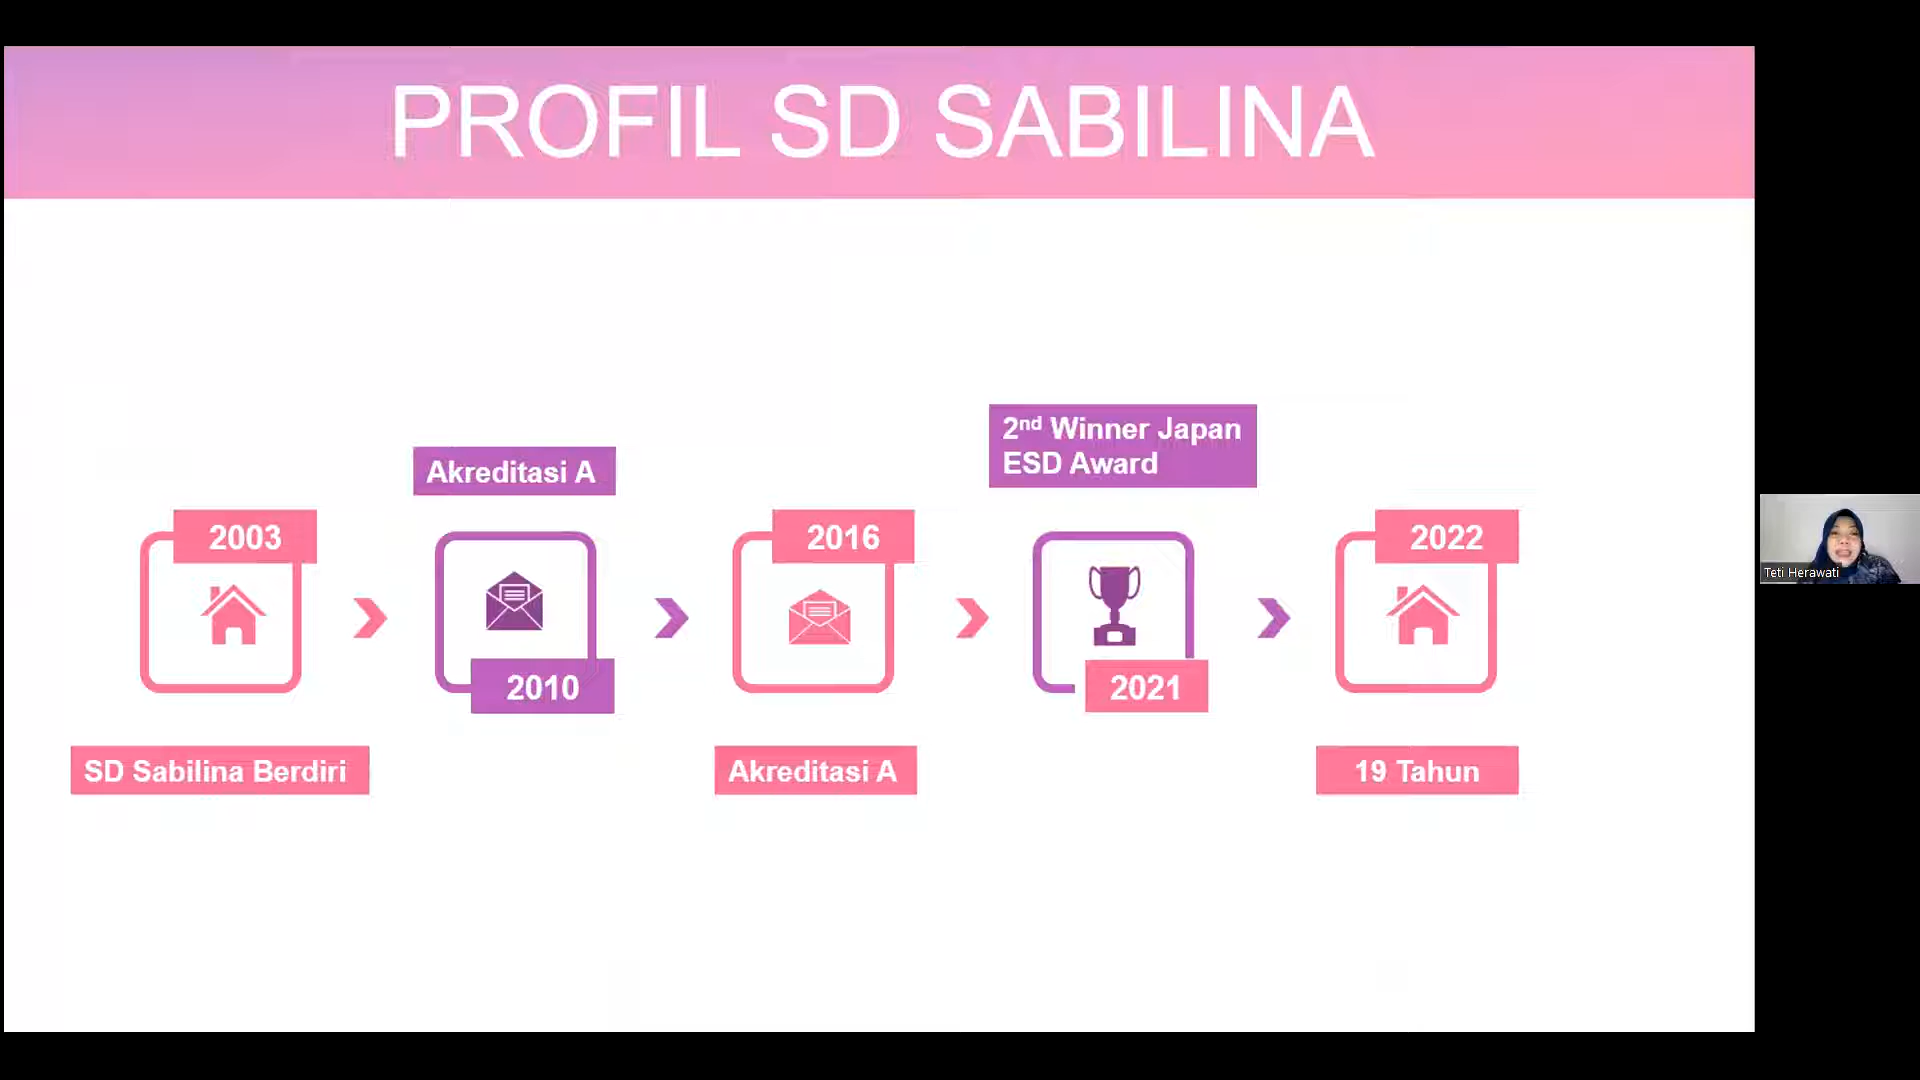 PROFIL SD SABILINA
2003
SD Sabilina Berdiri
Akreditasi A
2010
2016
Akreditasi A
2nd Winner Japan
ESD Award
2021
2022
19 Tahun
Teti Herawati